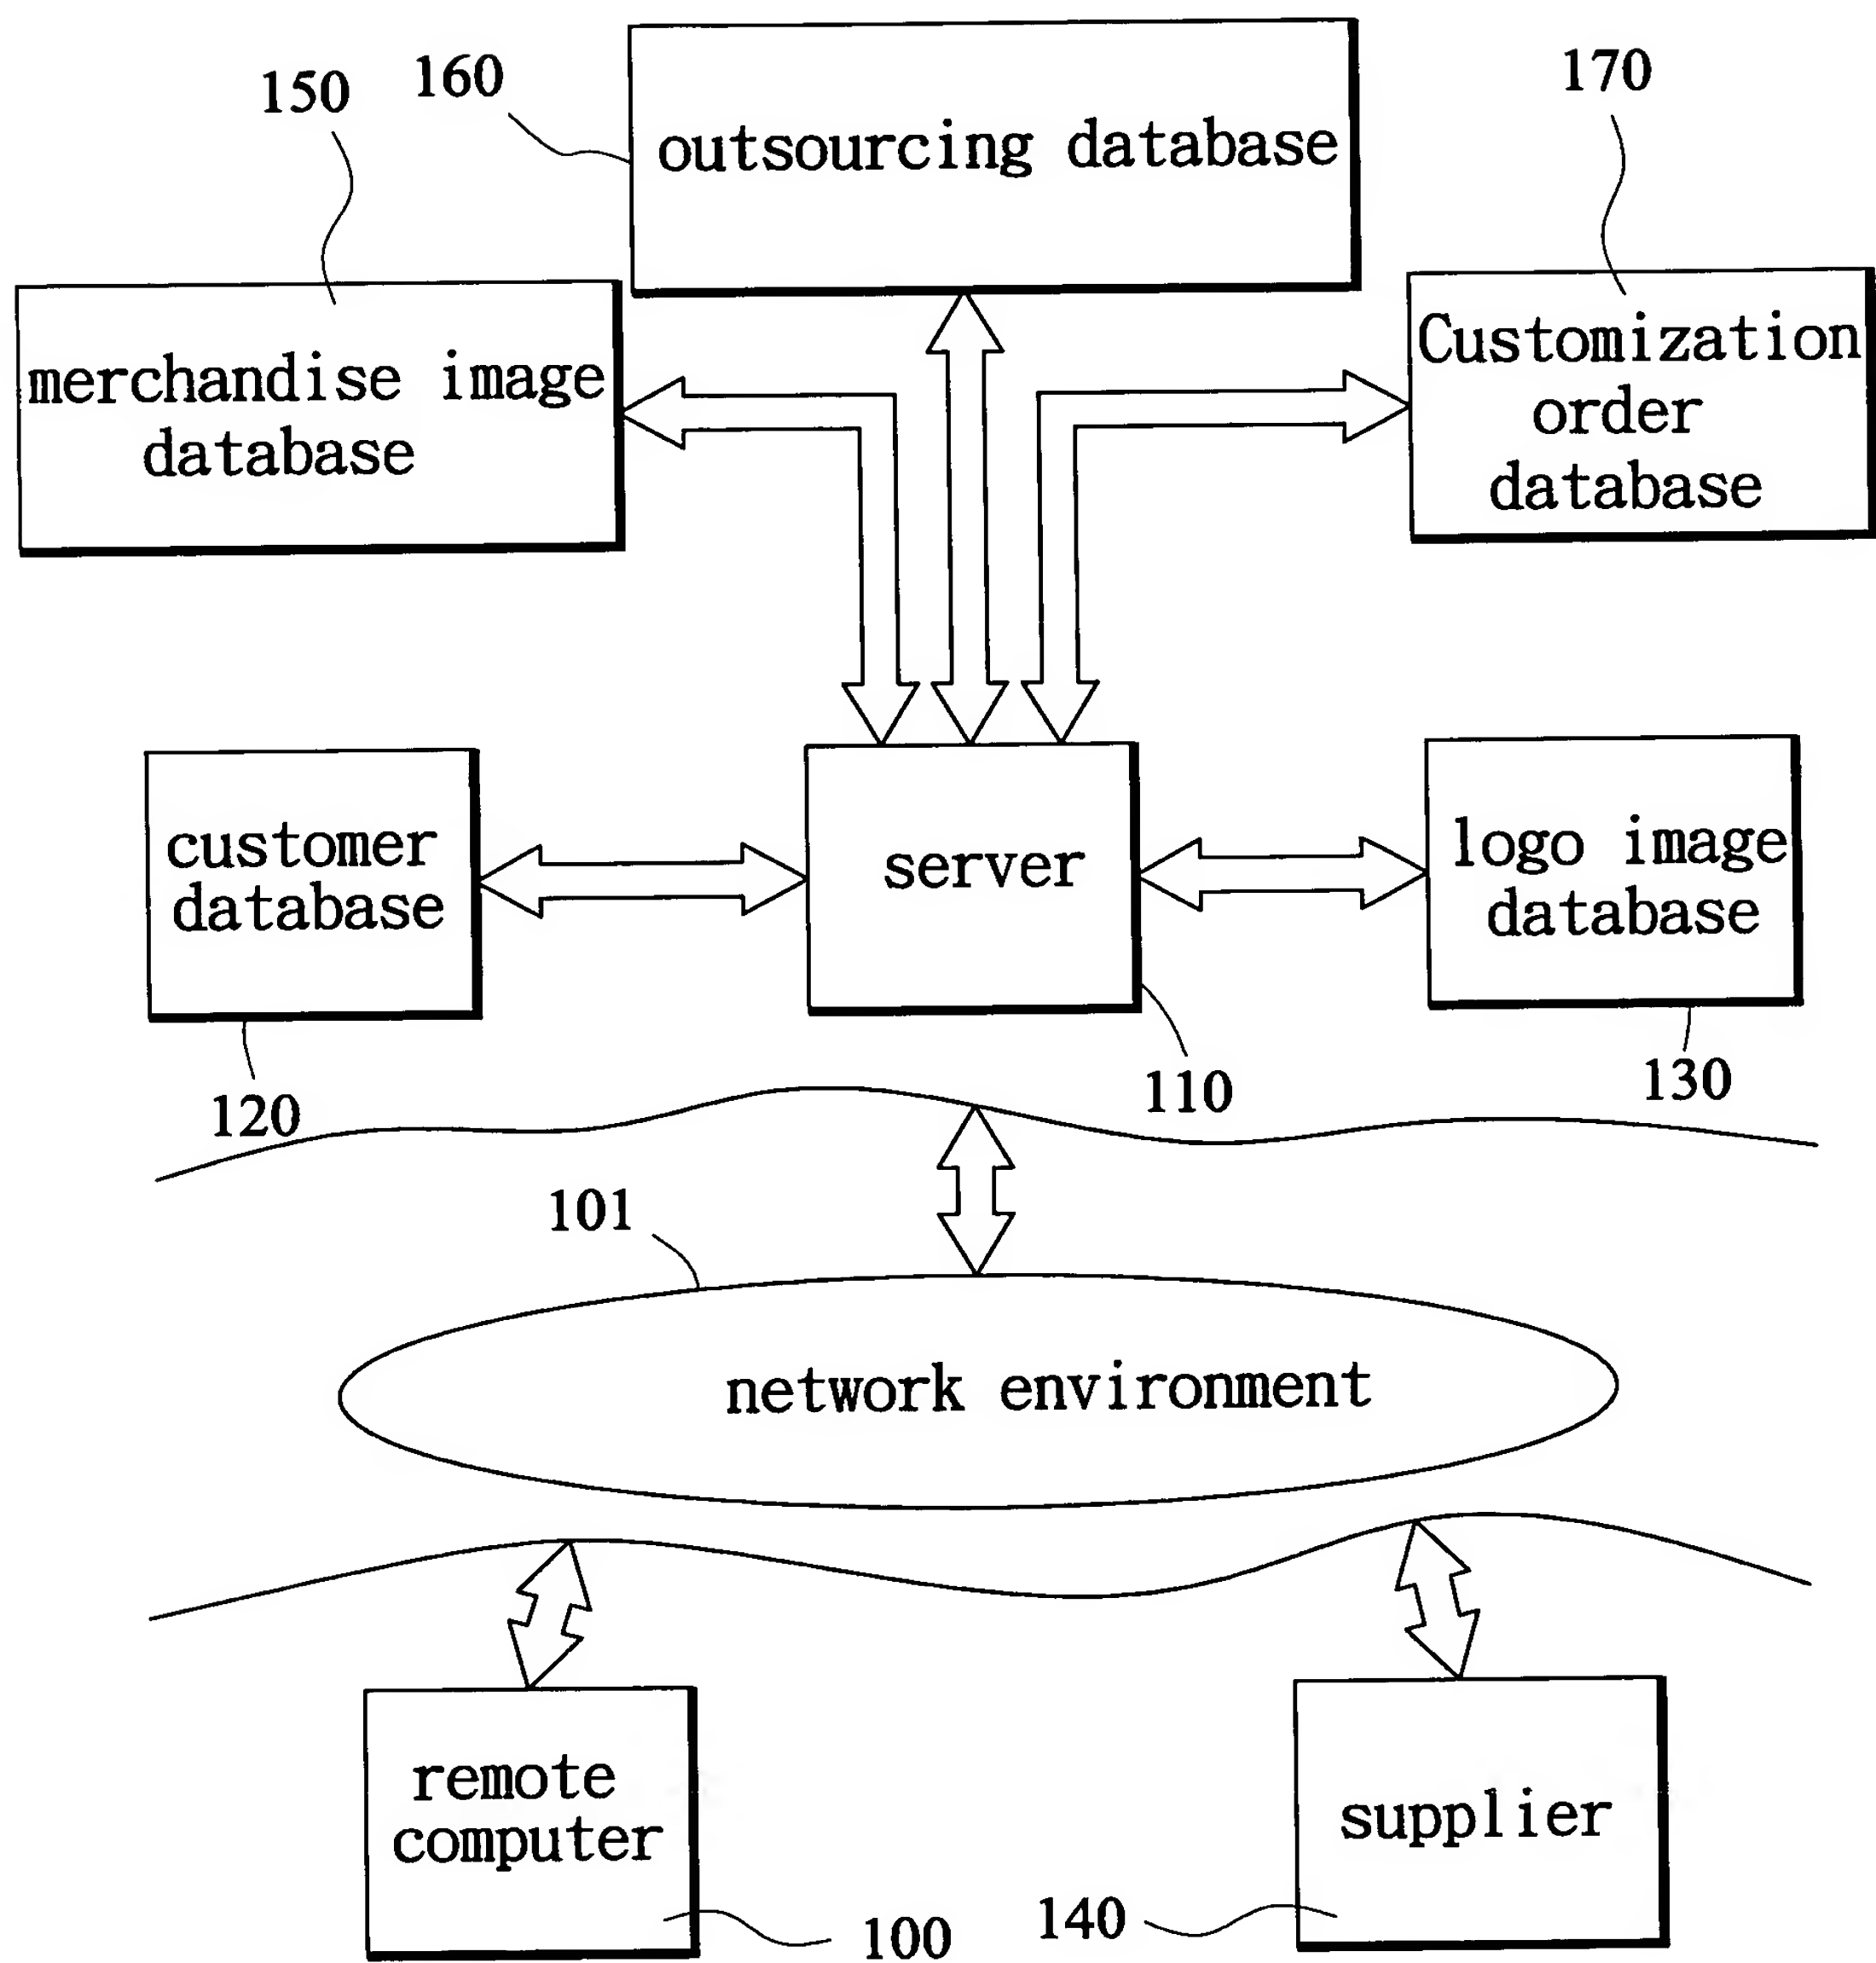 160
170
150
outsourcing database
Customization
order
database
merchandise image
database
customer
database
server
logo image
database
110
130
120
101
network environment
remote
computer
supplier
100
140